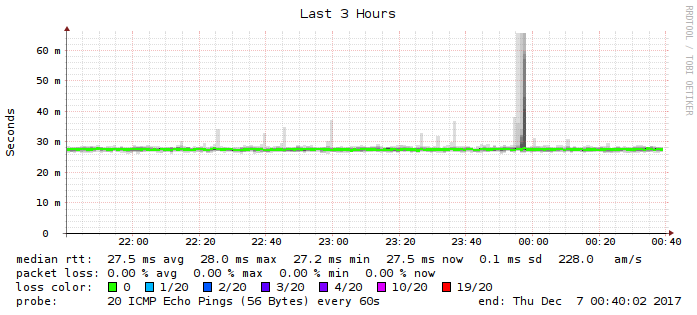 Last 3 Hours
RRDTOOL / TOBI OETIKER
Seconds
60 m
50 m
40 m
30 m
20 m
10 m
0
22:00 22:20 22:40 23:00 23:20 23:40 00:00 00:20 00:40
median rtt: 27.5 ms avg 28.0 ms max 27.2 ms min 27.5 ms now 0.1 ms sd 228.0 am/s
packet loss: 0.00 % avg 0.00 % max 0.00 % min 0.00 % now
loss color: 0 1/20 2/20 3/20 4/20 10/20 19/20
probe: 20 ICMP Echo Pings (56 Bytes) every 60s end: Thu Dec 7 00:40:02 2017